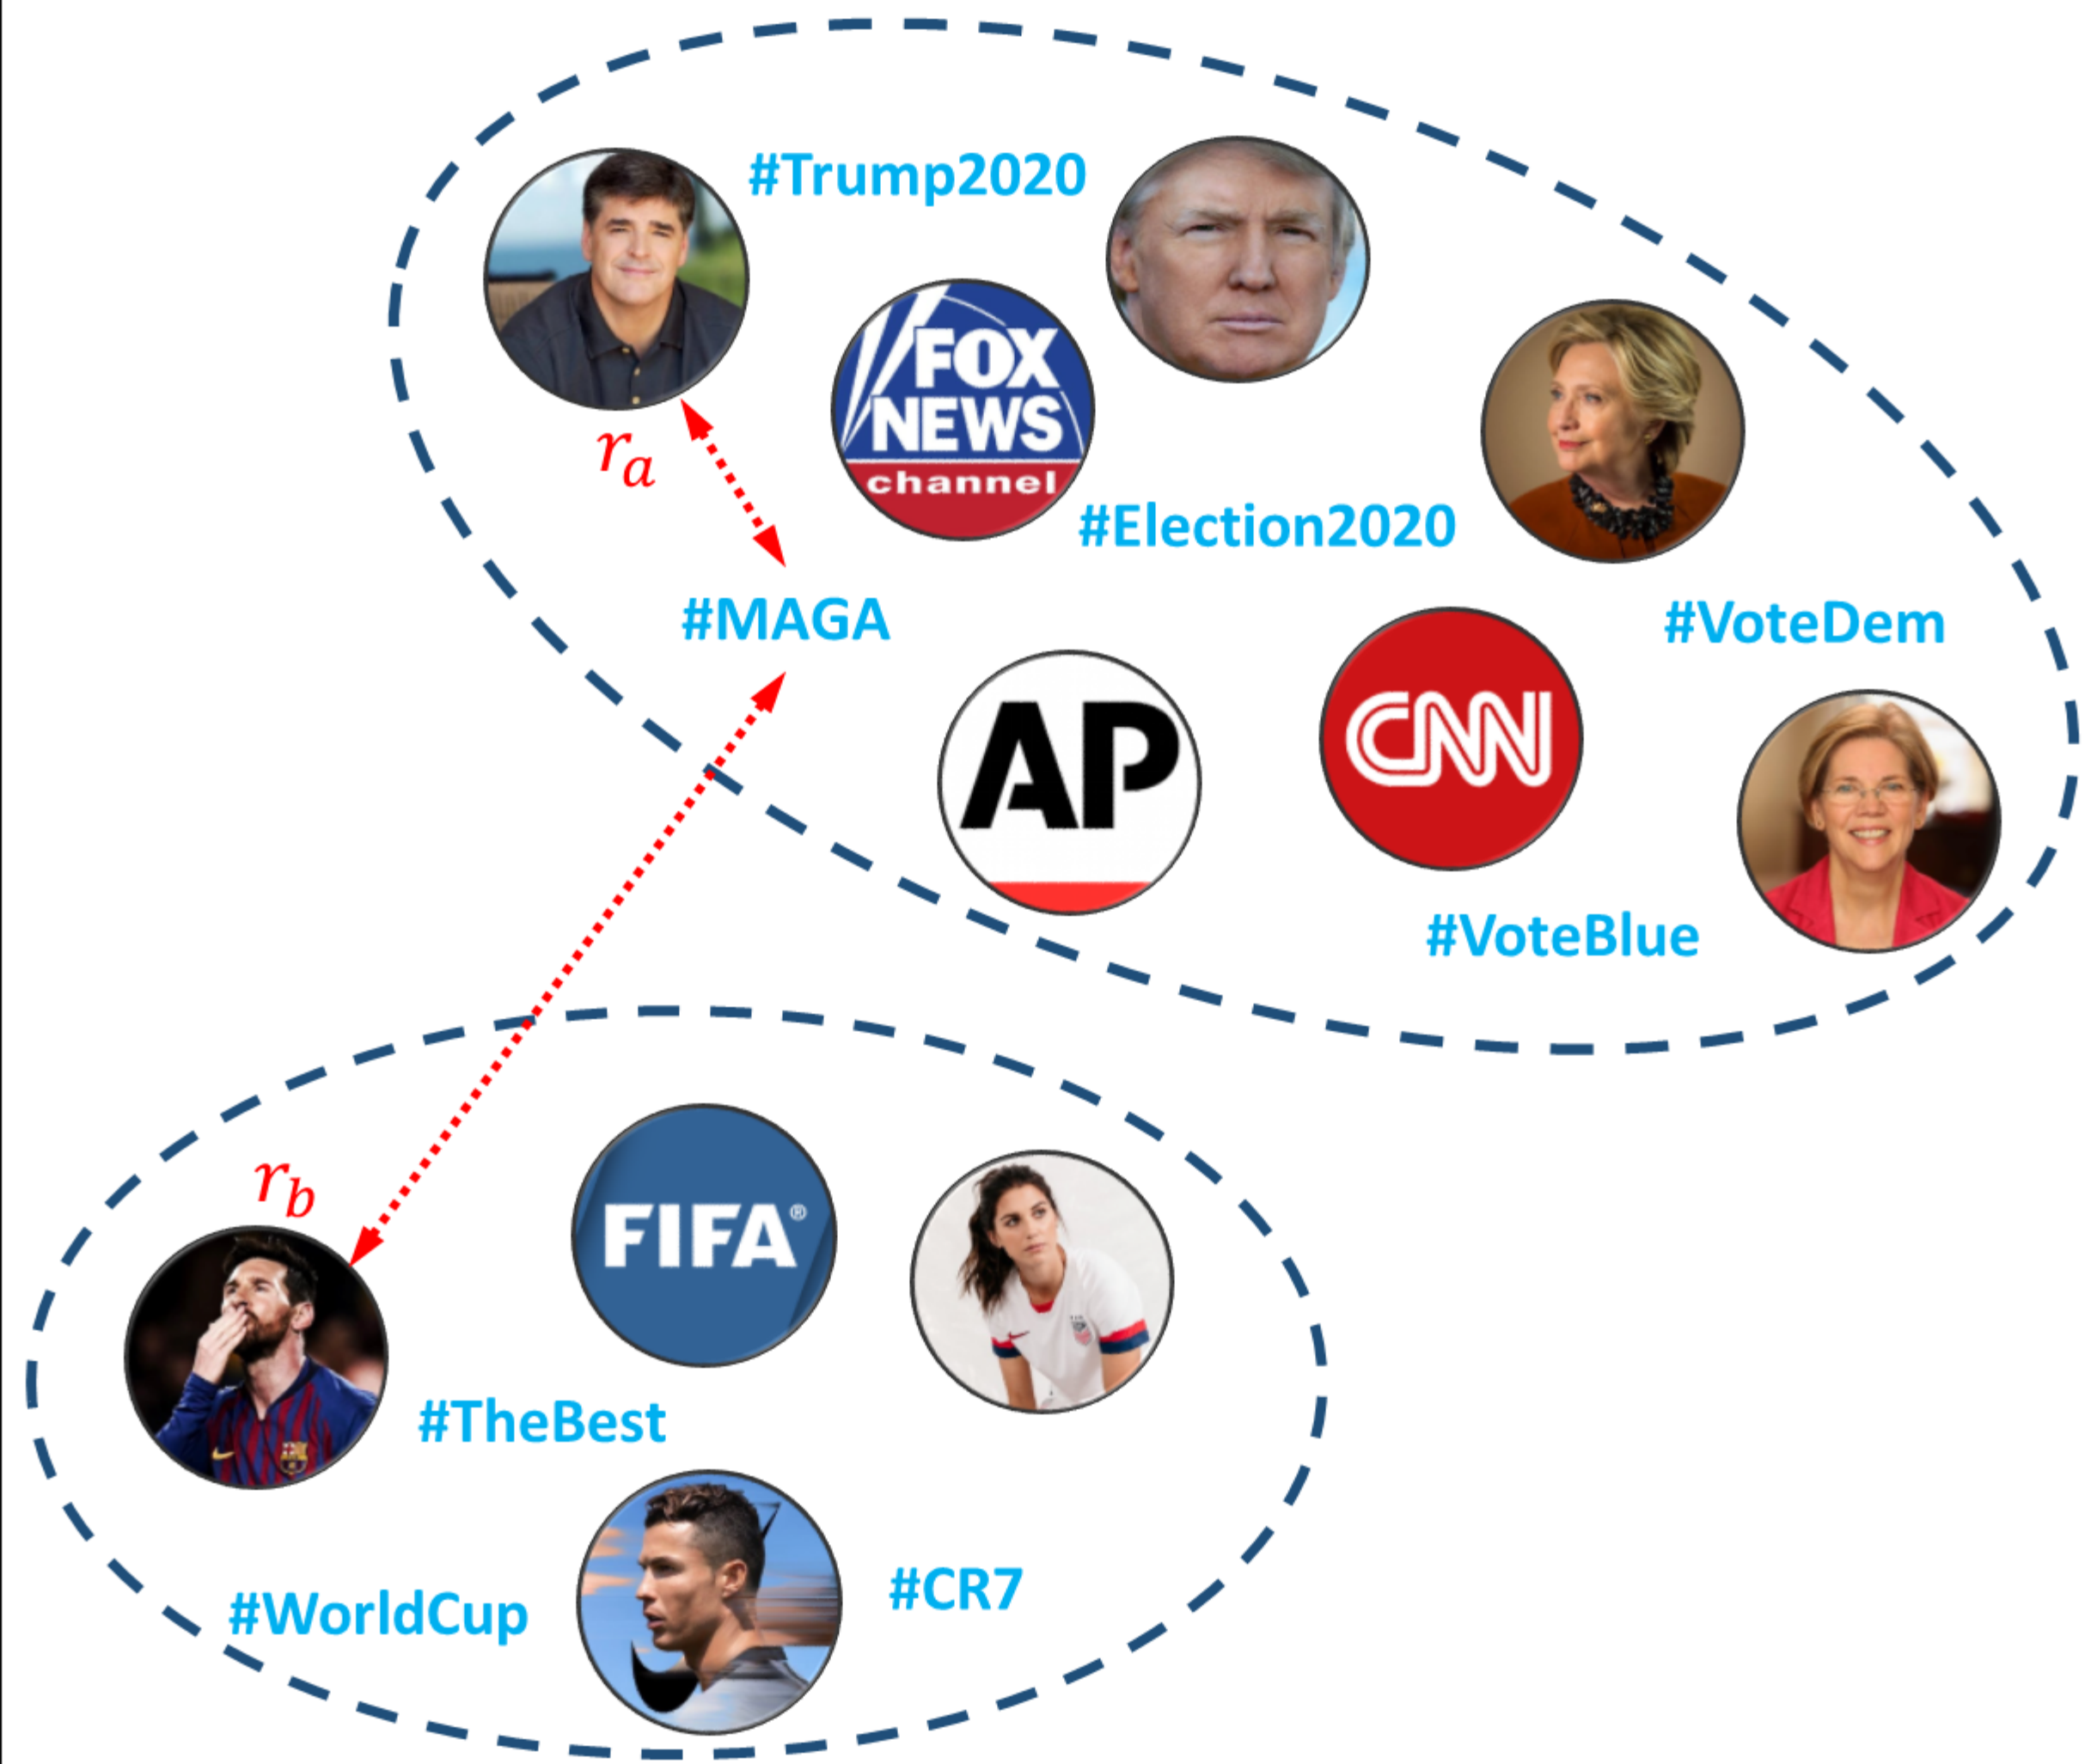 #Trump2020
FOX
NEWS
channel
r_a
#Election2020
#MAGA
#VoteDem
AP
CNN
#VoteBlue
r_b
FIFA®
#TheBest
#WorldCup
#CR7